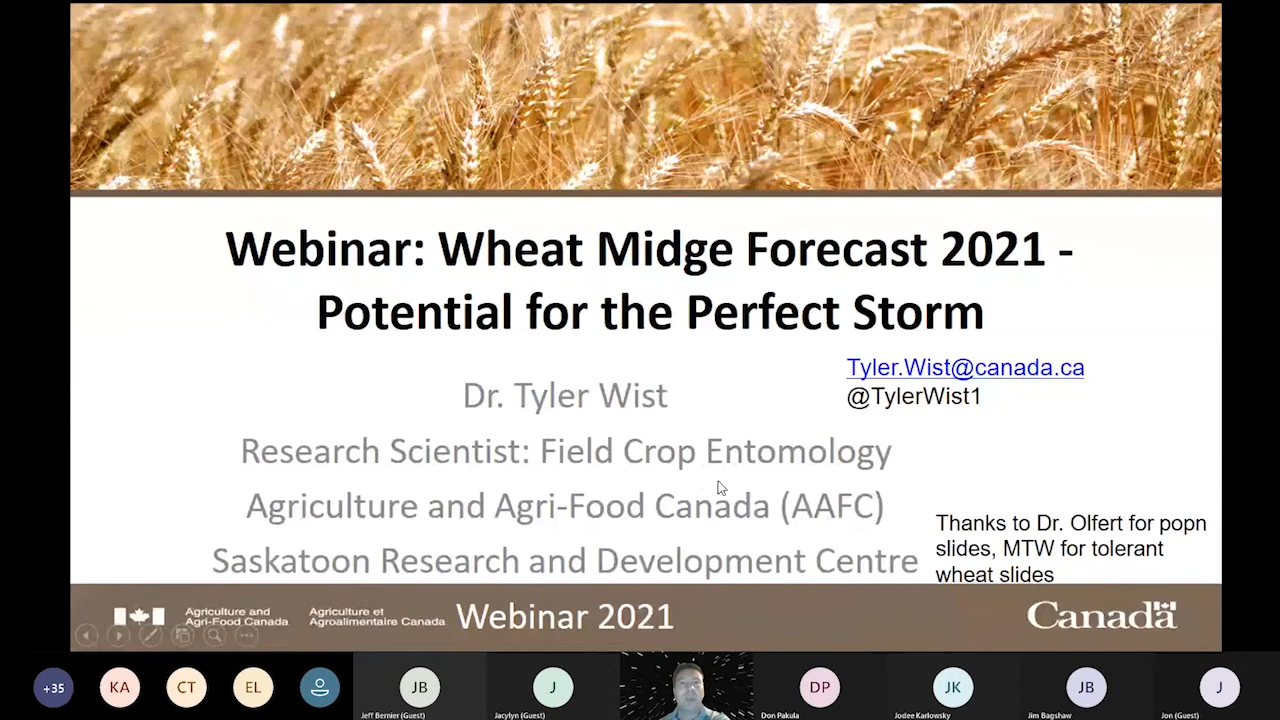 Webinar: Wheat Midge Forecast 2021 -
Potential for the Perfect Storm
Tyler.Wist@canada.ca
@TylerWist1
Dr. Tyler Wist
Research Scientist: Field Crop Entomology
Agriculture and Agri-Food Canada (AAFC)
Saskatoon Research and Development Centre
Thanks to Dr. Olfert for popn
slides, MTW for tolerant
wheat slides
Agriculture and
Agri-Food Canada
Agriculture et
Agroalimentaire Canada
Webinar 2021
Canada
+35
KA
CT
EL
JB
J
DP
JK
JB
J
Jeff Bernier (Guest)
Jacylyn (Guest)
Don Pakula
Jodee Karlowsky
Jim Bagshaw
Jon (Guest)